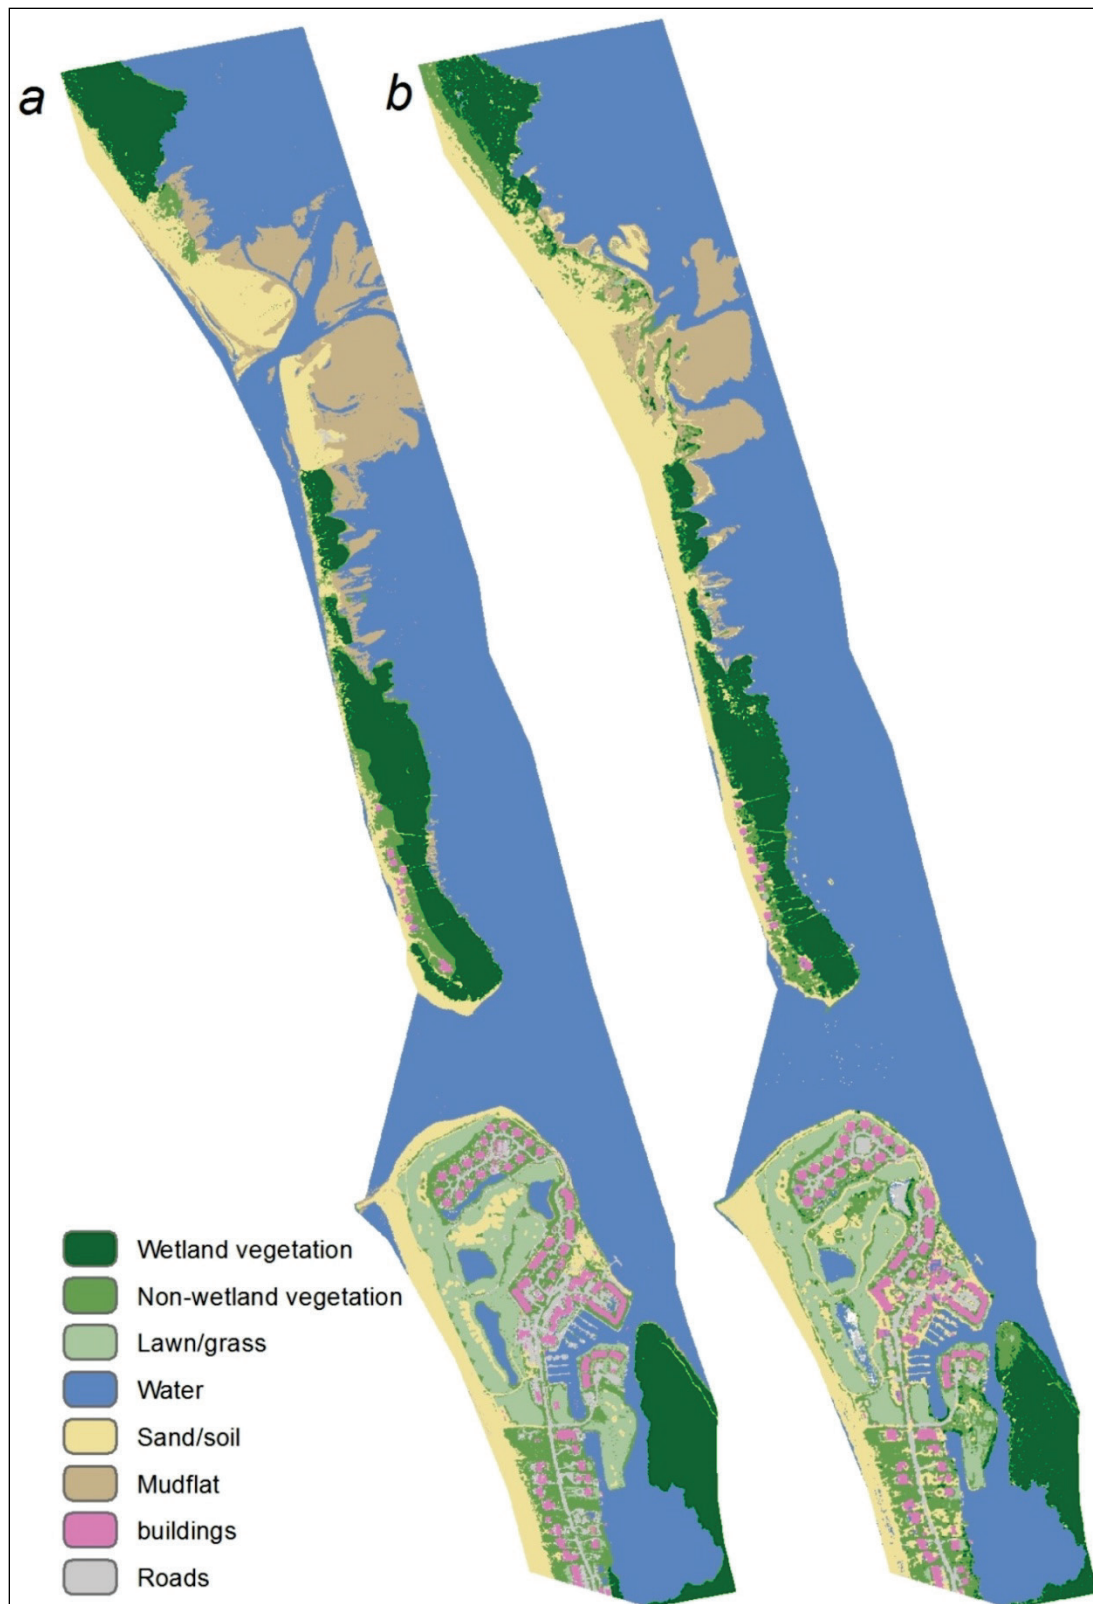 a
b
Wetland vegetation
Non-wetland vegetation
Lawn/grass
Water
Sand/soil
Mudflat
buildings
Roads